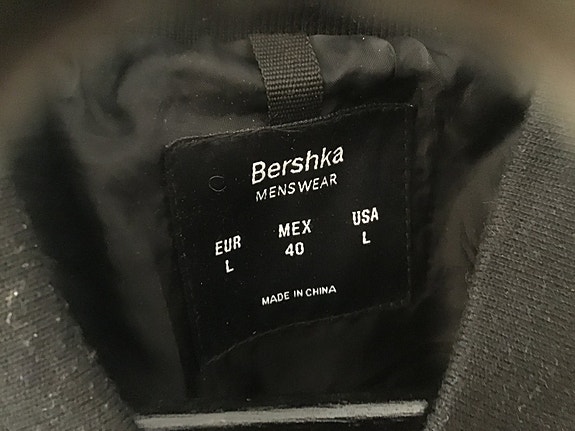 Bershka
MENSWEAR
EUR MEX USA
L 40 L
MADE IN CHINA